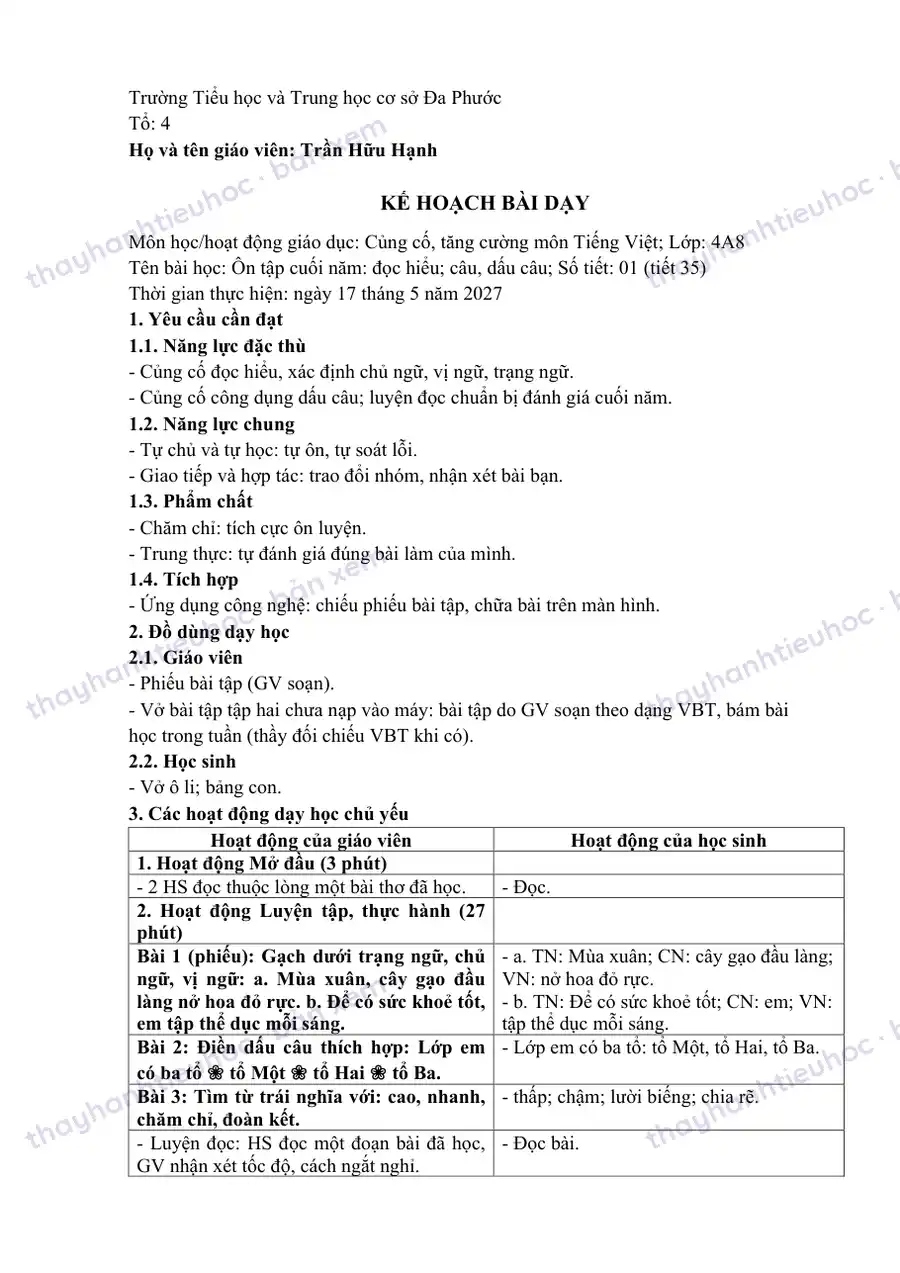 Trường Tiểu học và Trung học cơ sở Đa Phước
Tổ: 4
Họ và tên giáo viên: Trần Hữu Hạnh
KẾ HOẠCH BÀI DẠY
Môn học/hoạt động giáo dục: Củng cố, tăng cường môn Tiếng Việt; Lớp: 4A8
Tên bài học: Ôn tập cuối năm: đọc hiểu; câu, dấu câu; Số tiết: 01 (tiết 35)
Thời gian thực hiện: ngày 17 tháng 5 năm 2027
1. Yêu cầu cần đạt
1.1. Năng lực đặc thù
- Củng cố đọc hiểu, xác định chủ ngữ, vị ngữ, trạng ngữ.
- Củng cố công dụng dấu câu; luyện đọc chuẩn bị đánh giá cuối năm.
1.2. Năng lực chung
- Tự chủ và tự học: tự ôn, tự soát lỗi.
- Giao tiếp và hợp tác: trao đổi nhóm, nhận xét bài bạn.
1.3. Phẩm chất
- Chăm chỉ: tích cực ôn luyện.
- Trung thực: tự đánh giá đúng bài làm của mình.
1.4. Tích hợp
- Ứng dụng công nghệ: chiếu phiếu bài tập, chữa bài trên màn hình.
2. Đồ dùng dạy học
2.1. Giáo viên
- Phiếu bài tập (GV soạn).
- Vở bài tập tập hai chưa nạp vào máy: bài tập do GV soạn theo dạng VBT, bám bài
học trong tuần (thầy đối chiếu VBT khi có).
2.2. Học sinh
- Vở ô li; bảng con.
3. Các hoạt động dạy học chủ yếu
Hoạt động của giáo viên
Hoạt động của học sinh
1. Hoạt động Mở đầu (3 phút)
- 2 HS đọc thuộc lòng một bài thơ đã học.
- Đọc.
2. Hoạt động Luyện tập, thực hành (27
phút)
Bài 1 (phiếu): Gạch dưới trạng ngữ, chủ
ngữ, vị ngữ: a. Mùa xuân, cây gạo đầu
làng nở hoa đỏ rực. b. Để có sức khoẻ tốt,
em tập thể dục mỗi sáng.
- a. TN: Mùa xuân; CN: cây gạo đầu làng;
VN: nở hoa đỏ rực.
- b. TN: Để có sức khoẻ tốt; CN: em; VN:
tập thể dục mỗi sáng.
Bài 2: Điền dấu câu thích hợp: Lớp em
có ba tổ ❀ tổ Một ❀ tổ Hai ❀ tổ Ba.
- Lớp em có ba tổ: tổ Một, tổ Hai, tổ Ba.
Bài 3: Tìm từ trái nghĩa với: cao, nhanh,
chăm chỉ, đoàn kết.
- thấp; chậm; lười biếng; chia rẽ.
- Luyện đọc: HS đọc một đoạn bài đã học,
GV nhận xét tốc độ, cách ngắt nghỉ.
- Đọc bài.
thayhanhtieuhoc · bản xem
thayhanhtieuhoc · b
thayhanhtieuhoc · bản xem
thayhanhtieuhoc · b
thayhanhtieuhoc · bản xem
thayhanhtieuhoc · b